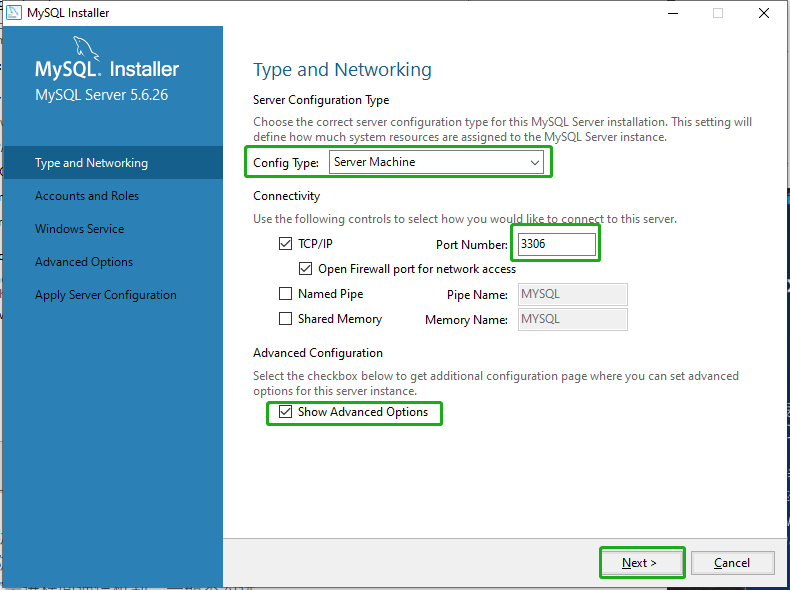 MySQL Installer
MySQL. Installer
MySQL Server 5.6.26
Type and Networking
Accounts and Roles
Windows Service
Advanced Options
Apply Server Configuration
Type and Networking
Server Configuration Type
Choose the correct server configuration type for this MySQL Server installation. This setting will
define how much system resources are assigned to the MySQL Server instance.
Config Type: Server Machine
Connectivity
Use the following controls to select how you would like to connect to this server.
TCP/IP Port Number: 3306
Open Firewall port for network access
Named Pipe Pipe Name: MYSQL
Shared Memory Memory Name: MYSQL
Advanced Configuration
Select the checkbox below to get additional configuration page where you can set advanced
options for this server instance.
Show Advanced Options
Next > Cancel